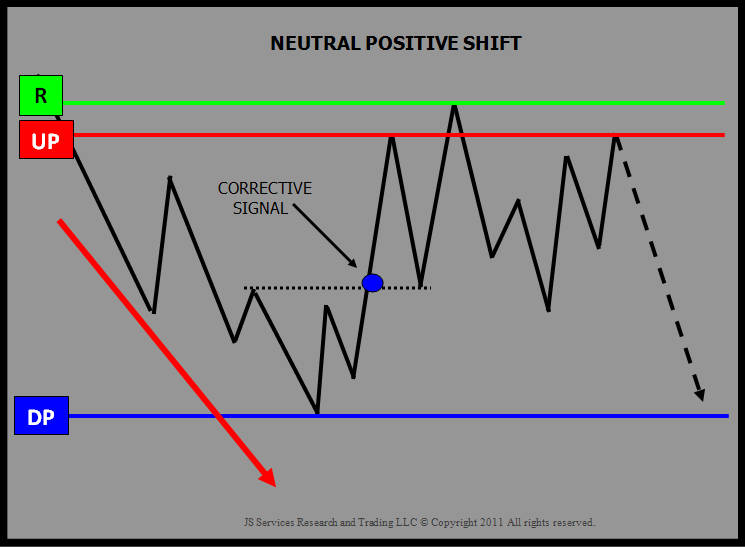 NEUTRAL POSITIVE SHIFT
R
UP
CORRECTIVE
SIGNAL
DP
JS Services Research and Trading LLC © Copyright 2011 All rights reserved.